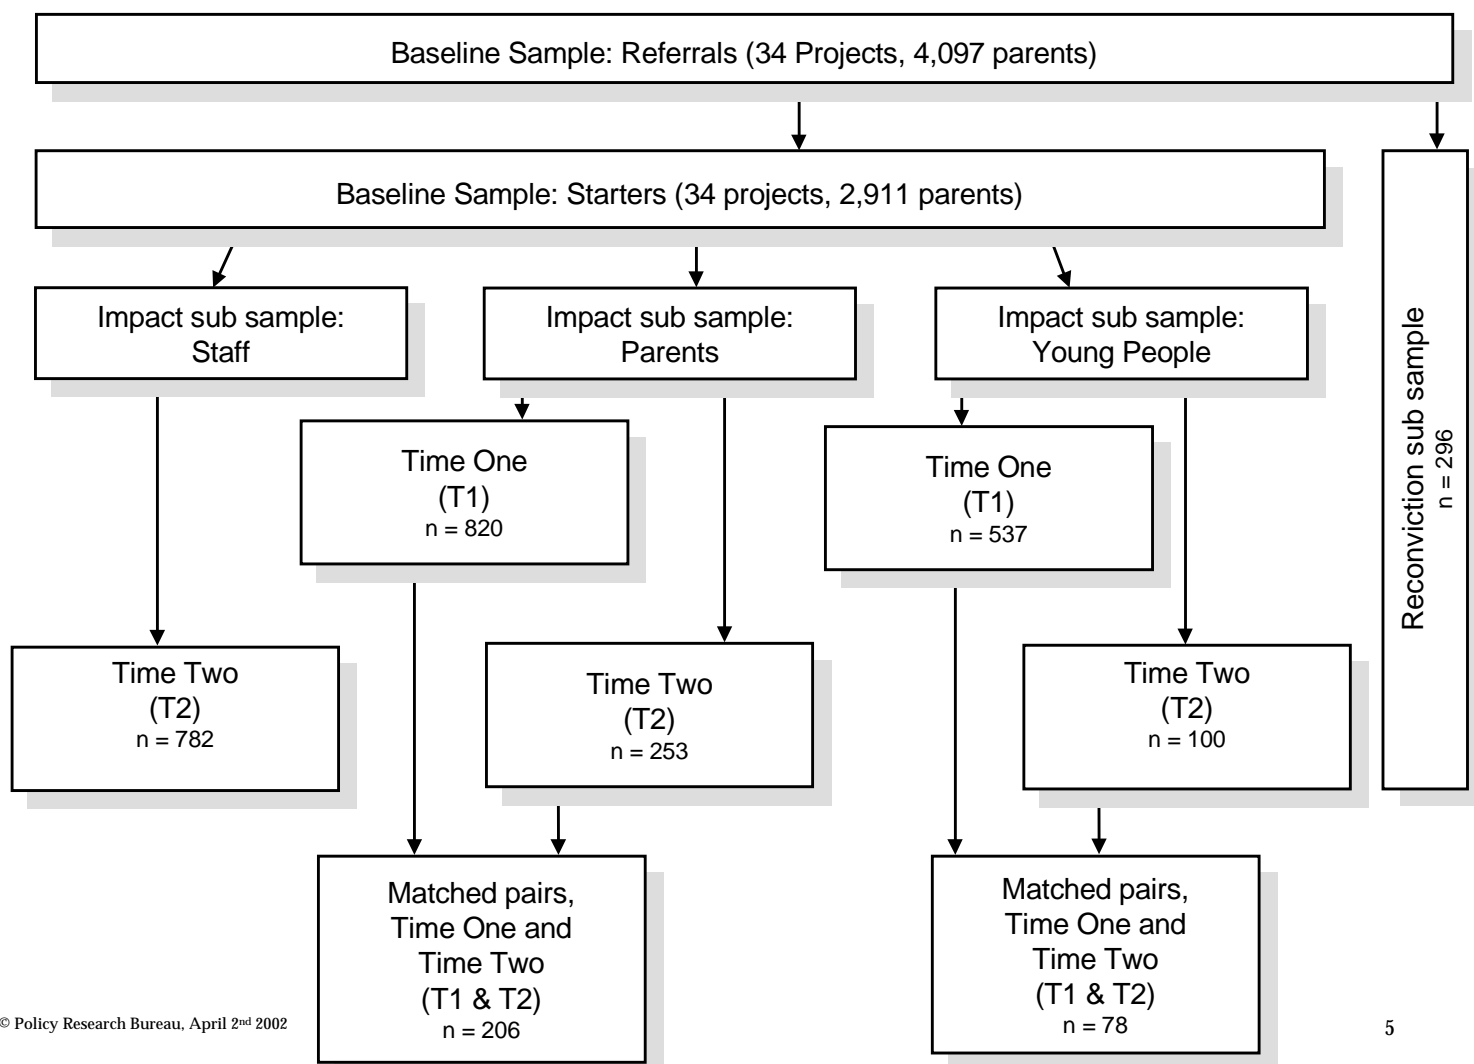 Baseline Sample: Referrals (34 Projects, 4,097 parents)
Baseline Sample: Starters (34 projects, 2,911 parents)
Impact sub sample:
Staff
Impact sub sample:
Parents
Impact sub sample:
Young People
Reconviction sub sample
n = 296
Time One
(T1)
n = 820
Time One
(T1)
n = 537
Time Two
(T2)
n = 782
Time Two
(T2)
n = 253
Time Two
(T2)
n = 100
Matched pairs,
Time One and
Time Two
(T1 & T2)
n = 206
Matched pairs,
Time One and
Time Two
(T1 & T2)
n = 78
© Policy Research Bureau, April 2nd 2002
5